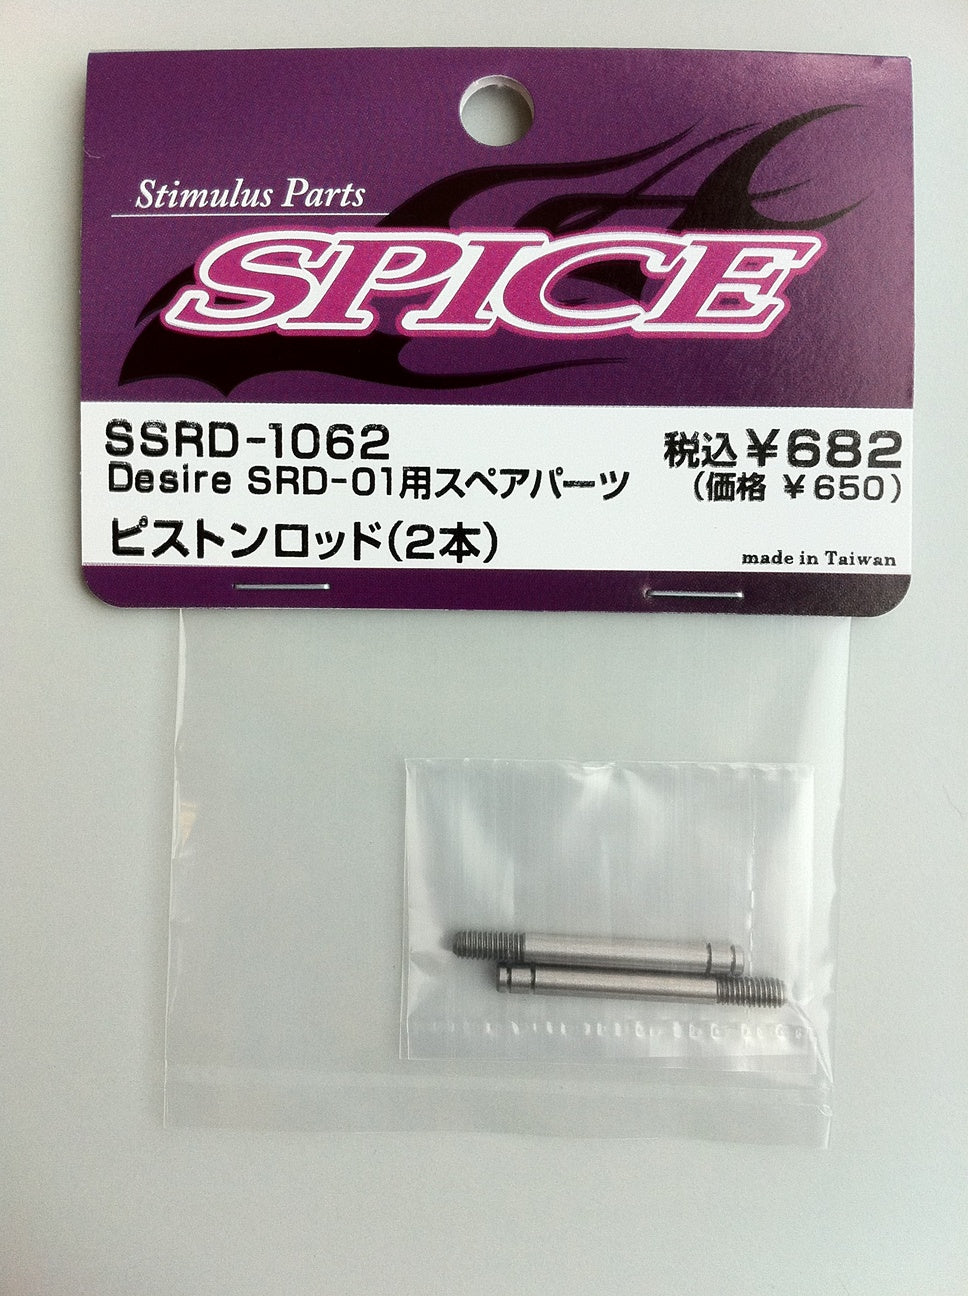 Stimulus Parts
SPICE
SSRD-1062
税込¥682
Desire SRD-01用スペアパーツ
(価格 ¥650)
ピストンロッド(2本)
made in Taiwan